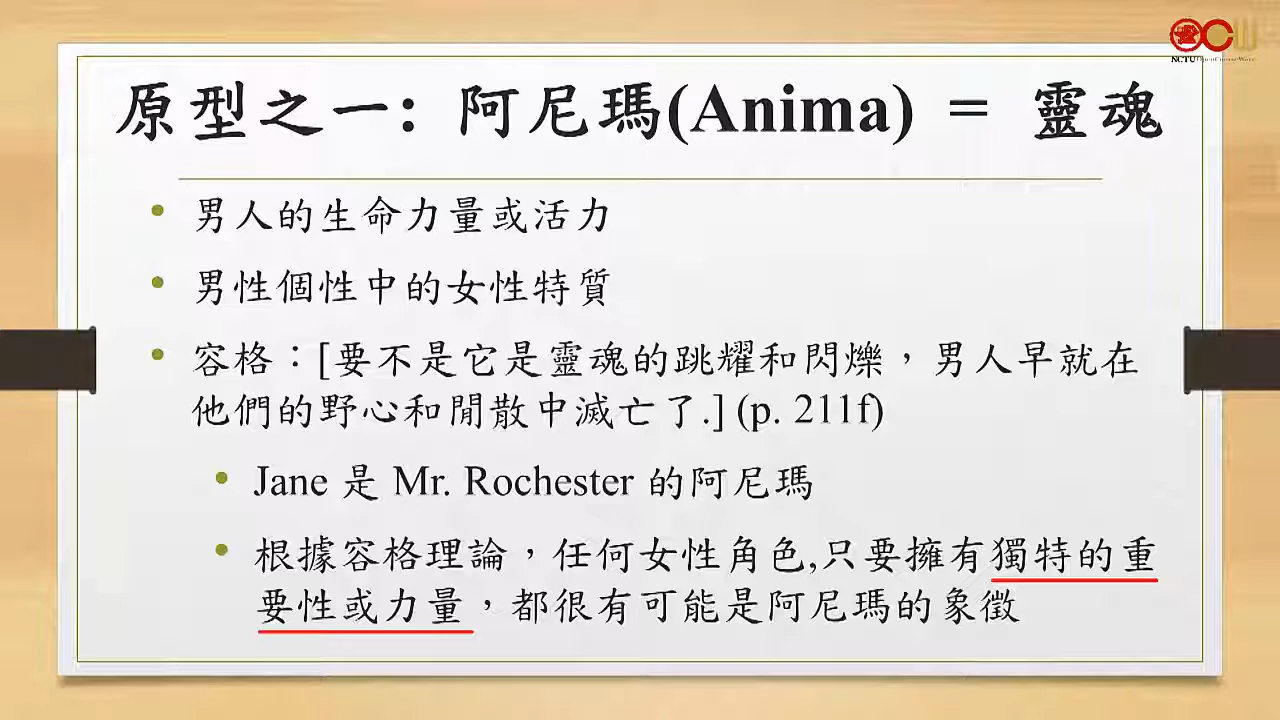 OCW
NCTU OpenCourseWare
原型之一: 阿尼瑪(Anima) = 靈魂
• 男人的生命力量或活力
• 男性個性中的女性特質
• 容格：[要不是它是靈魂的跳耀和閃爍，男人早就在
他們的野心和閒散中滅亡了.] (p. 211f)
• Jane 是 Mr. Rochester 的阿尼瑪
• 根據容格理論，任何女性角色,只要擁有獨特的重
要性或力量，都很有可能是阿尼瑪的象徵